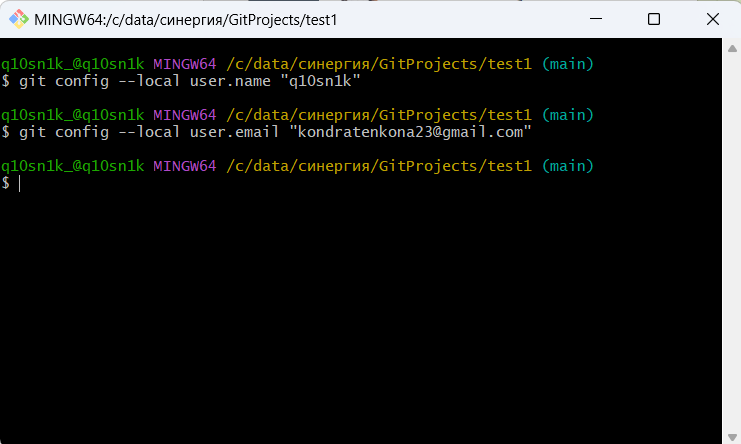 MINGW64:/c/data/синергия/GitProjects/test1
q10sn1k_@q10sn1k MINGW64 /c/data/синергия/GitProjects/test1 (main)
$ git config --local user.name "q10sn1k"
q10sn1k_@q10sn1k MINGW64 /c/data/синергия/GitProjects/test1 (main)
$ git config --local user.email "kondratenkona23@gmail.com"
q10sn1k_@q10sn1k MINGW64 /c/data/синергия/GitProjects/test1 (main)
$